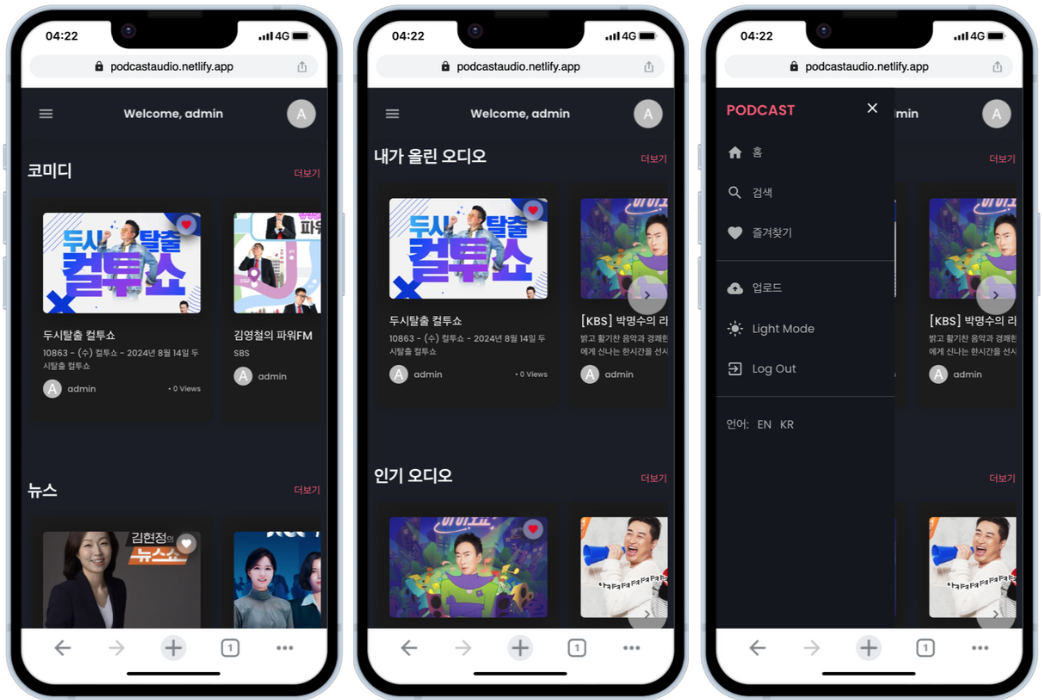 04:22
4G
podcastaudio.netlify.app
Welcome, admin
A
코미디
더보기
두시탈출
컬투쇼
두시탈출 컬투쇼
10863 - (수) 컬투쇼 - 2024년 8월 14일 두
시탈출 컬투쇼
A
admin
• 0 Views
파워
김영철의 파워FM
SBS
A
admin
뉴스
더보기
김현정의
뉴스쇼
1
04:22
4G
podcastaudio.netlify.app
Welcome, admin
A
내가 올린 오디오
더보기
두시탈출
컬투쇼
두시탈출 컬투쇼
10863 - (수) 컬투쇼 - 2024년 8월 14일 두
시탈출 컬투쇼
A
admin
• 0 Views
[KBS] 박명수의 라
밝고 활기찬 음악과 경쾌한
에게 신나는 한시간을 선사
A
admin
인기 오디오
더보기
1
04:22
4G
podcastaudio.netlify.app
PODCAST
min
A
홈
검색
즐겨찾기
업로드
Light Mode
Log Out
언어: EN KR
더보기
[KBS] 박명수의 라
밝고 활기찬 음악과 경쾌한
에게 신나는 한시간을 선사
A
admin
더보기
1